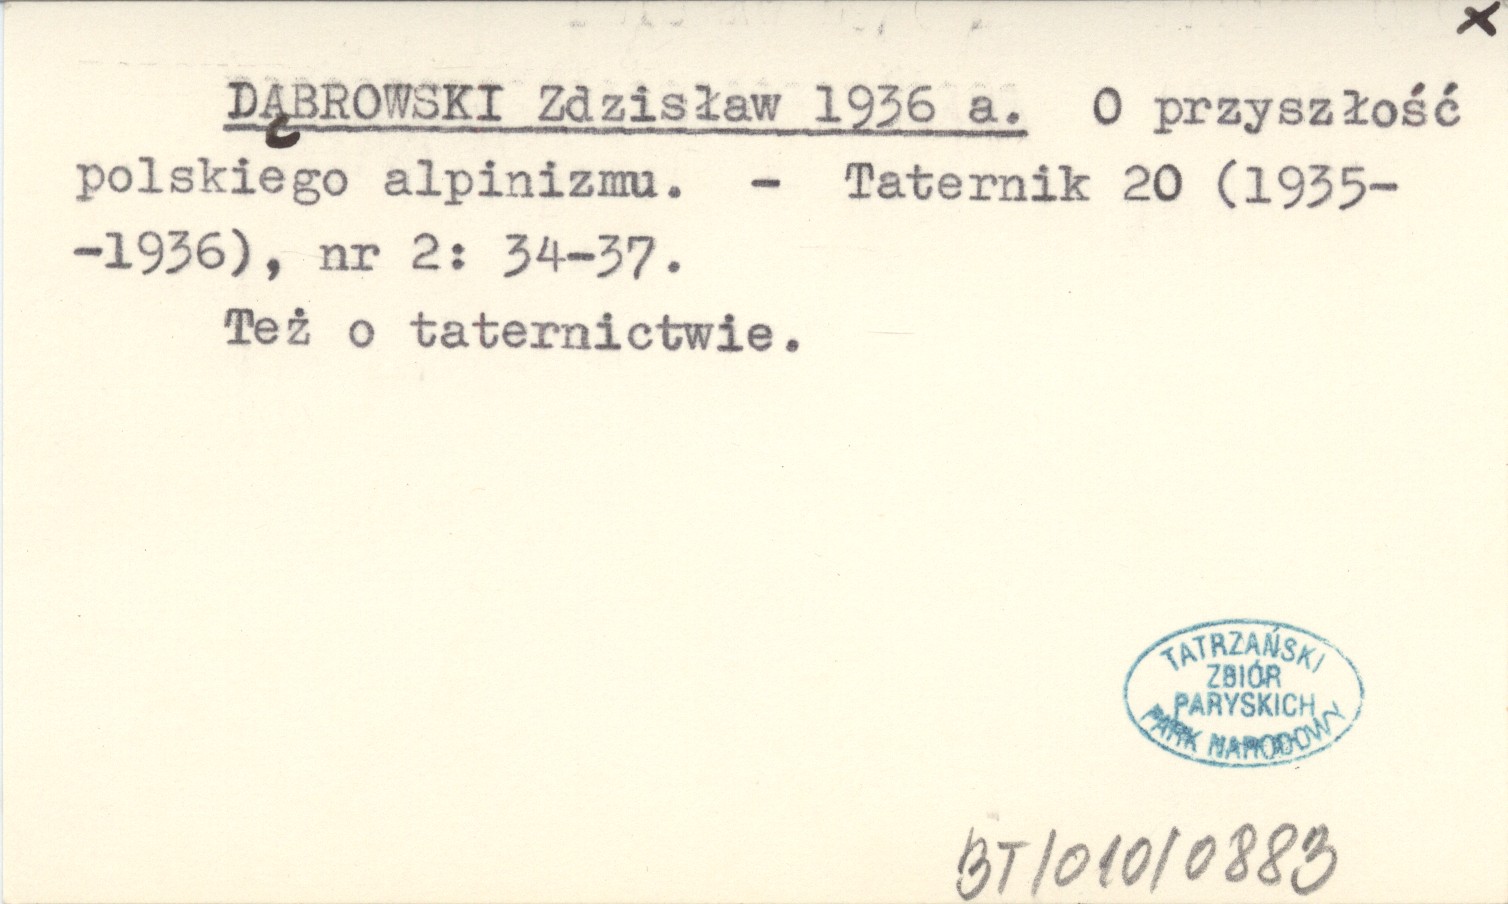 x
DĄBROWSKI Zdzisław 1936 a. O przyszłość
polskiego alpinizmu. - Taternik 20 (1935-
-1936), nr 2: 34-37.
Też o taternictwie.
TATRZAŃSKI
ZBIÓR
PARYSKICH
PARK NARODOWY
BT/010/0883